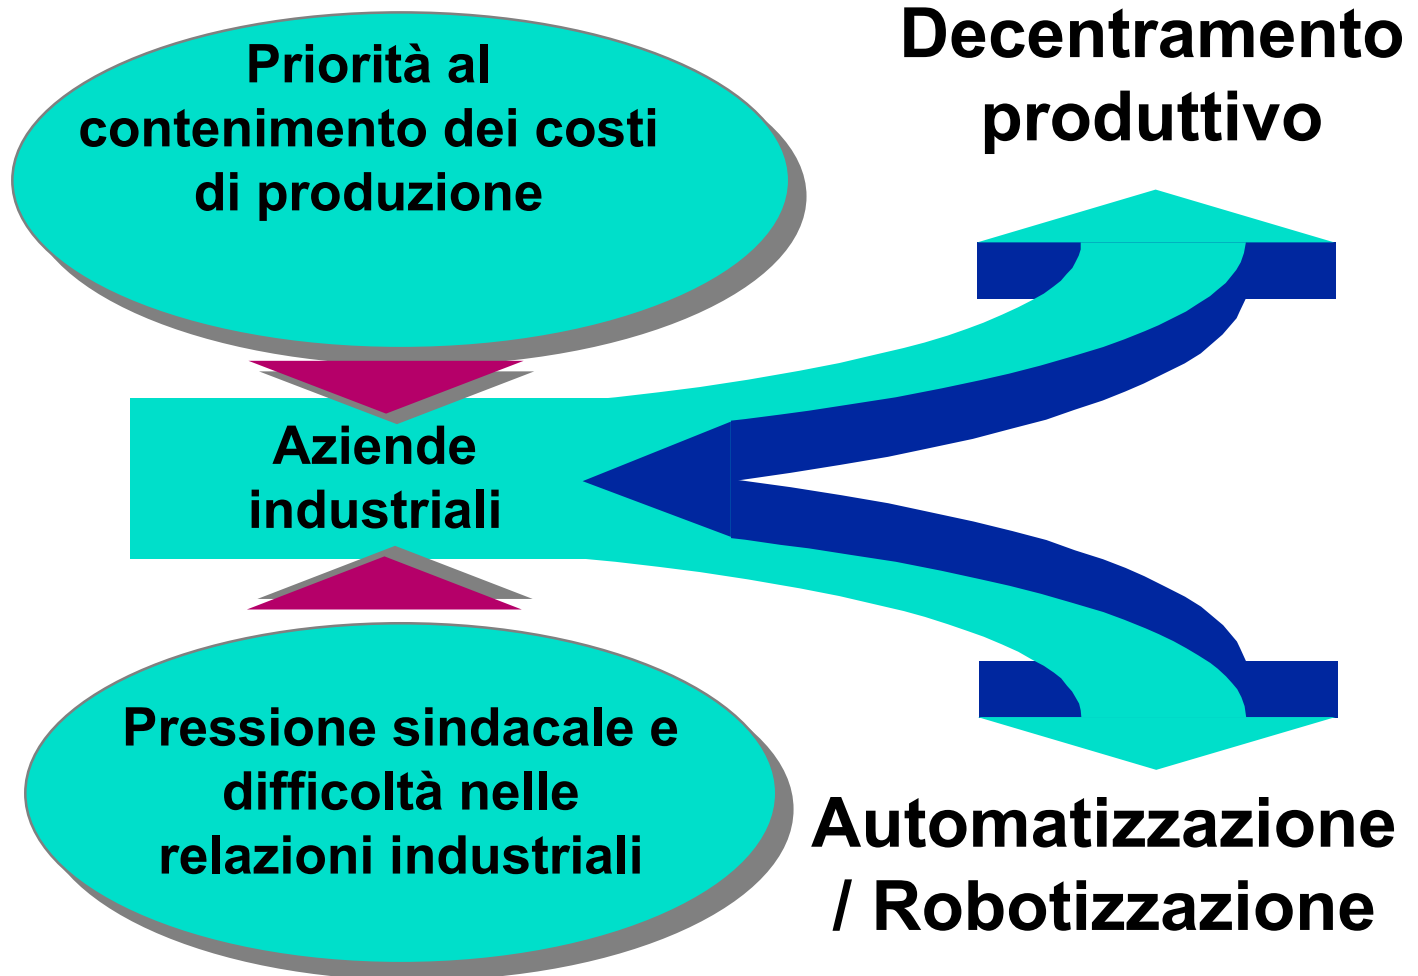 Priorità al
contenimento dei costi
di produzione
Decentramento
produttivo
Aziende
industriali
Pressione sindacale e
difficoltà nelle
relazioni industriali
Automatizzazione
/ Robotizzazione